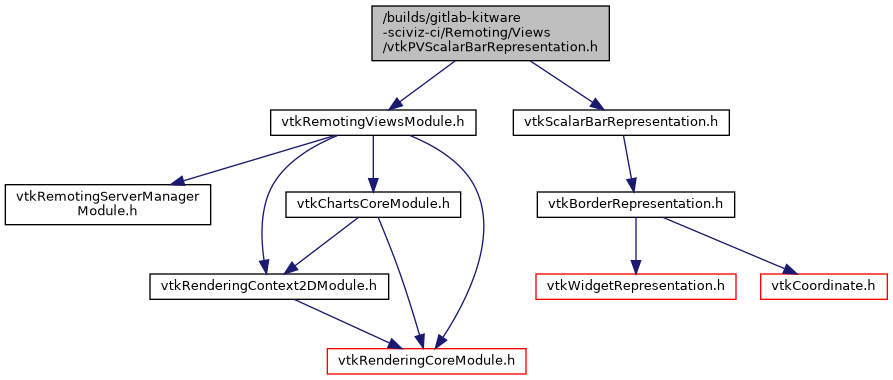 /builds/gitlab-kitware
-sciviz-ci/Remoting/Views
/vtkPVScalarBarRepresentation.h
vtkRemotingViewsModule.h
vtkScalarBarRepresentation.h
vtkRemotingServerManager
Module.h
vtkChartsCoreModule.h
vtkBorderRepresentation.h
vtkRenderingContext2DModule.h
vtkWidgetRepresentation.h
vtkCoordinate.h
vtkRenderingCoreModule.h